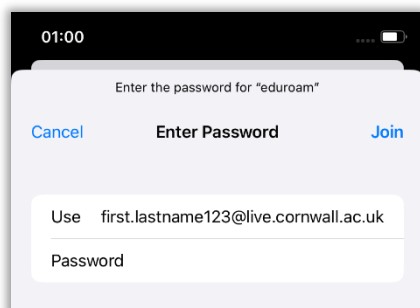 01:00
Enter the password for “eduroam”
Cancel Enter Password Join
Use first.lastname123@live.cornwall.ac.uk
Password